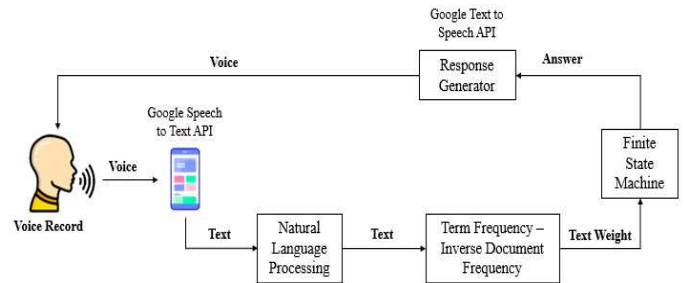 Google Text to
Speech API
Voice
Response
Generator
Answer
Google Speech
to Text API
Finite
State
Machine
Voice
Voice Record
Text
Natural
Language
Processing
Text
Term Frequency –
Inverse Document
Frequency
Text Weight